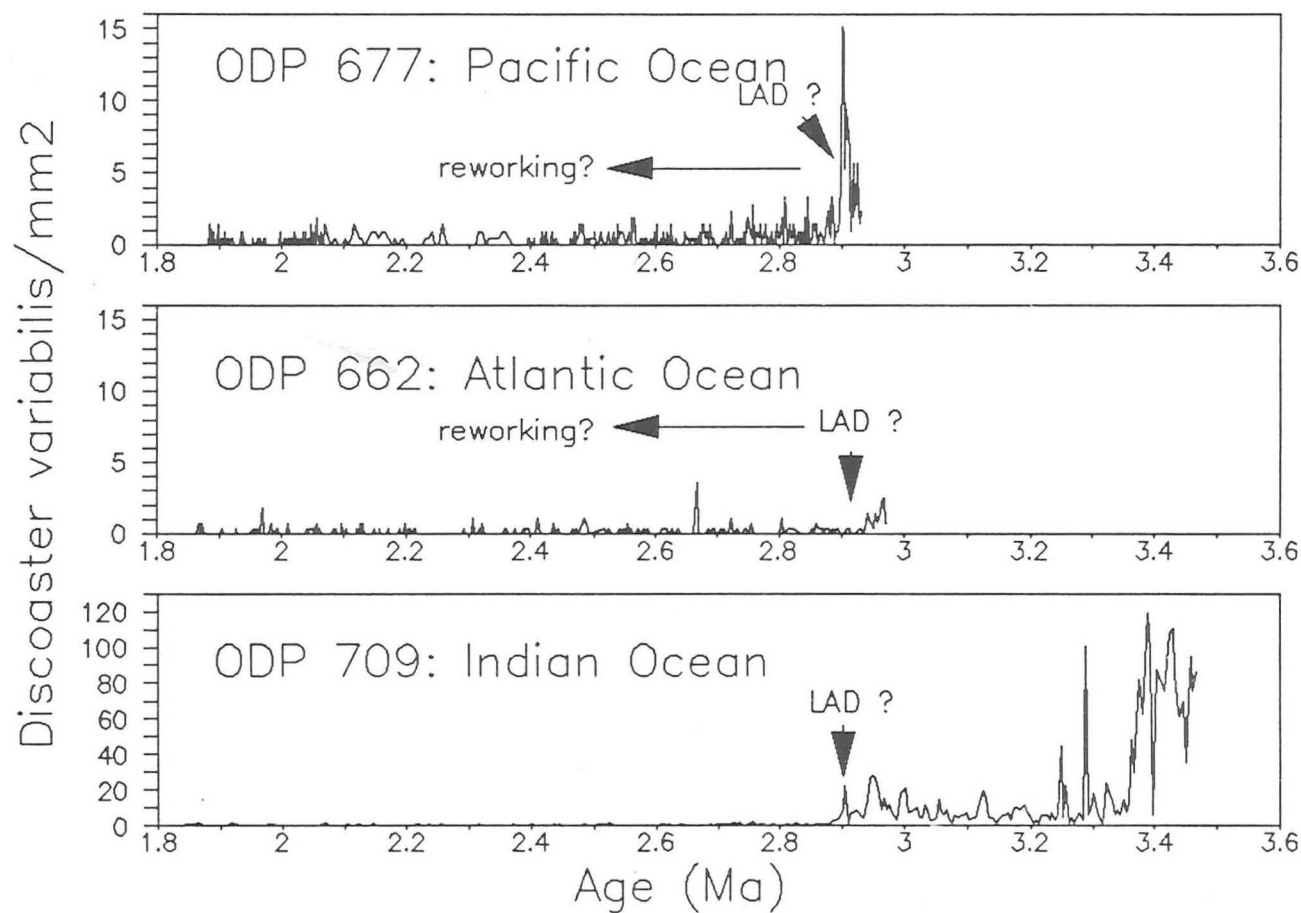 Discoaster variabilis/mm2
15
ODP 677: Pacific Ocean
LAD ?
10
reworking?
5
0
1.8 2 2.2 2.4 2.6 2.8 3 3.2 3.4 3.6
15
ODP 662: Atlantic Ocean
10
reworking? LAD ?
5
0
1.8 2 2.2 2.4 2.6 2.8 3 3.2 3.4 3.6
120
100
ODP 709: Indian Ocean
80
LAD ?
60
40
20
0
1.8 2 2.2 2.4 2.6 2.8 3 3.2 3.4 3.6
Age (Ma)